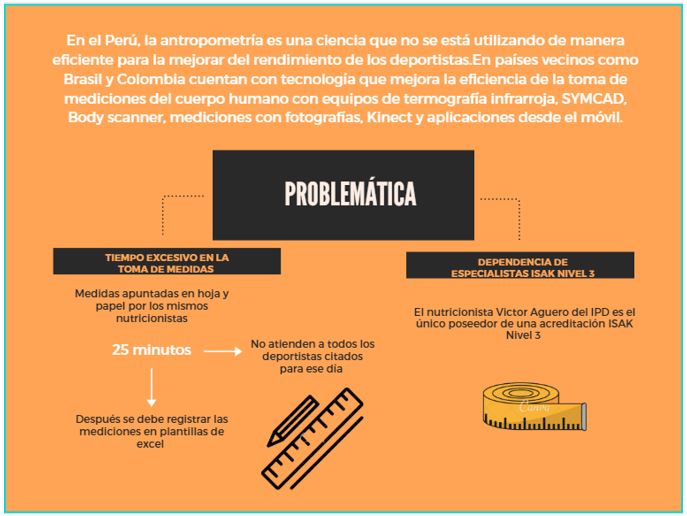 En el Perú, la antropometría es una ciencia que no se está utilizando de manera
eficiente para la mejorar del rendimiento de los deportistas.En países vecinos como
Brasil y Colombia cuentan con tecnología que mejora la eficiencia de la toma de
mediciones del cuerpo humano con equipos de termografía infrarroja, SYMCAD,
Body scanner, mediciones con fotografías, Kinect y aplicaciones desde el móvil.
PROBLEMÁTICA
TIEMPO EXCESIVO EN LA
TOMA DE MEDIDAS
Medidas apuntadas en hoja y
papel por los mismos
nutricionistas
25 minutos
No atienden a todos los
deportistas citados
para ese día
Después se debe registrar las
mediciones en plantillas de
excel
DEPENDENCIA DE
ESPECIALISTAS ISAK NIVEL 3
El nutricionista Victor Aguero del IPD es el
único poseedor de una acreditación ISAK
Nivel 3
Canva